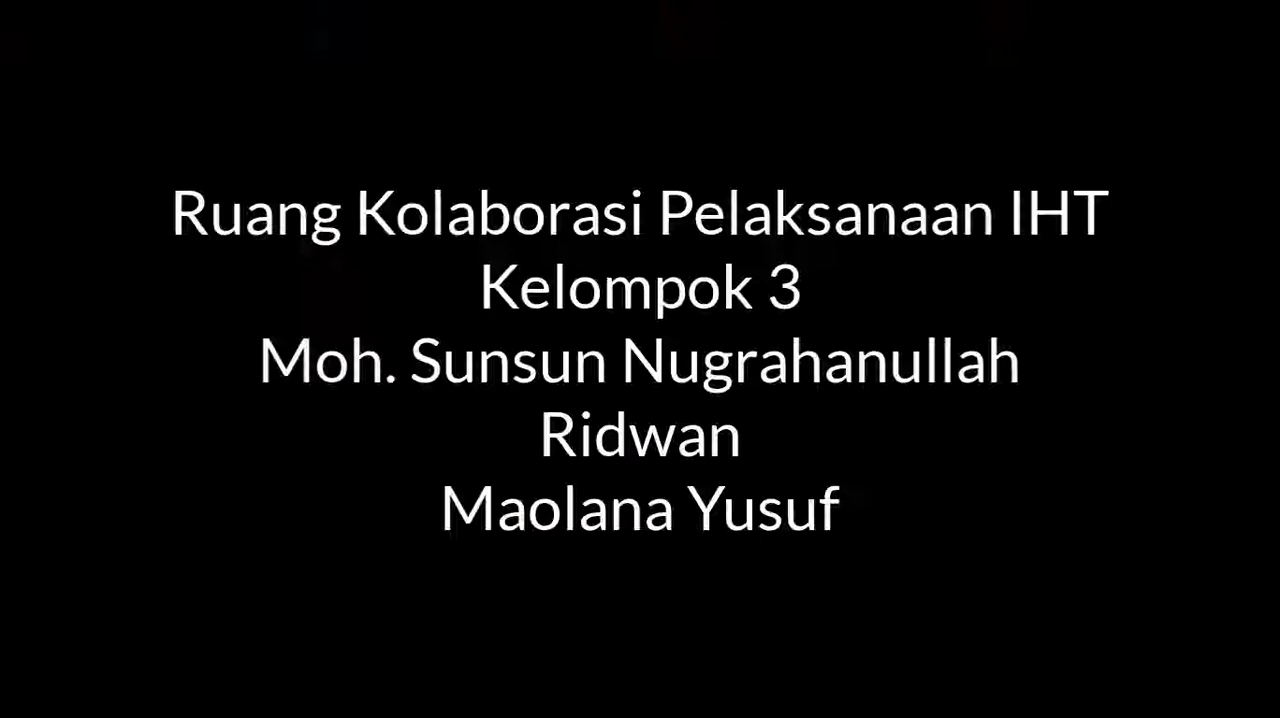 Ruang Kolaborasi Pelaksanaan IHT
Kelompok 3
Moh. Sunsun Nugrahanullah
Ridwan
Maolana Yusuf